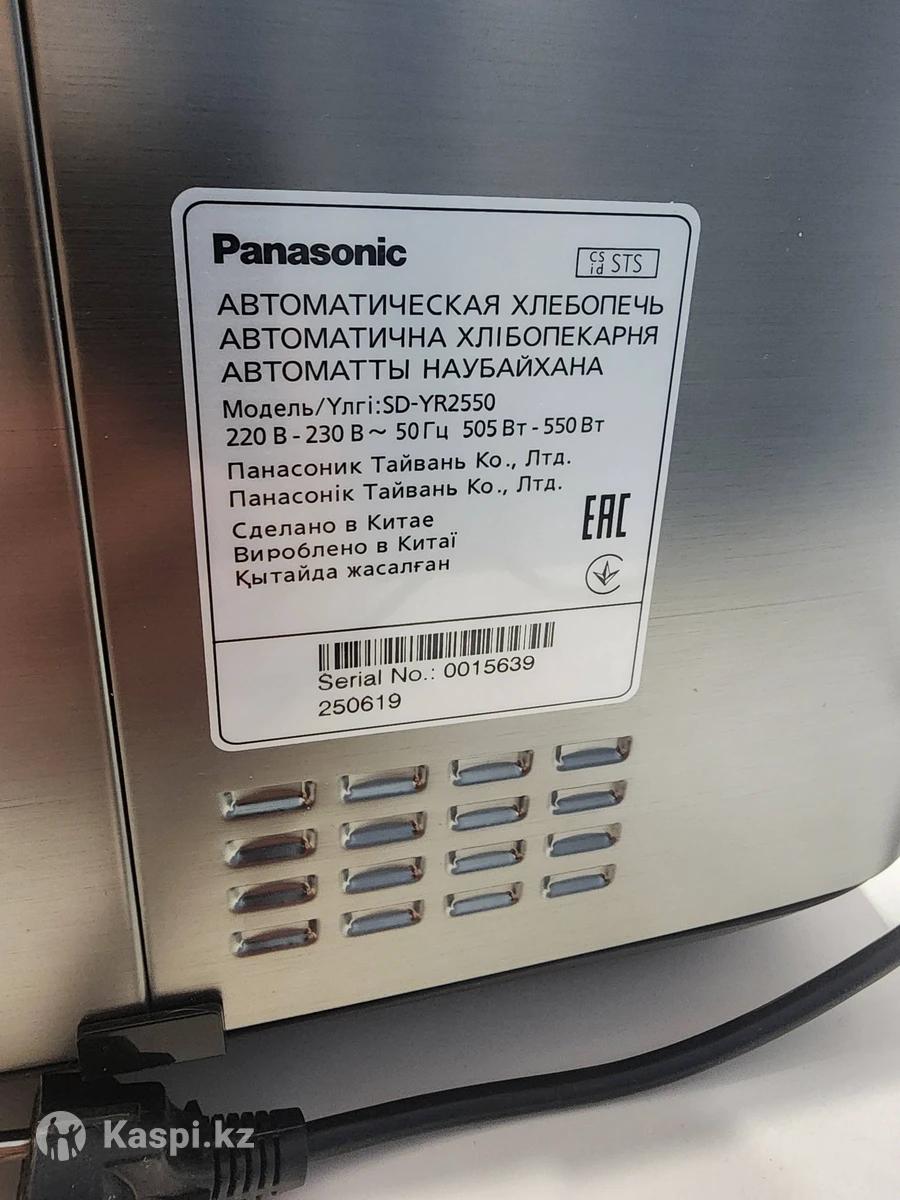 Panasonic
cs id STS
АВТОМАТИЧЕСКАЯ ХЛЕБОПЕЧЬ
АВТОМАТИЧНА ХЛІБОПЕКАРНЯ
АВТОМАТТЫ НАУБАЙХАНА
Модель/Үлгі:SD-YR2550
220 В - 230 В ~ 50 Гц 505 Вт - 550 Вт
Панасоник Тайвань Ко., Лтд.
Панасонік Тайвань Ко., Лтд.
Сделано в Китае
Вироблено в Китаї
Қытайда жасалған
EAC
Serial No.: 0015639
250619
Kaspi.kz